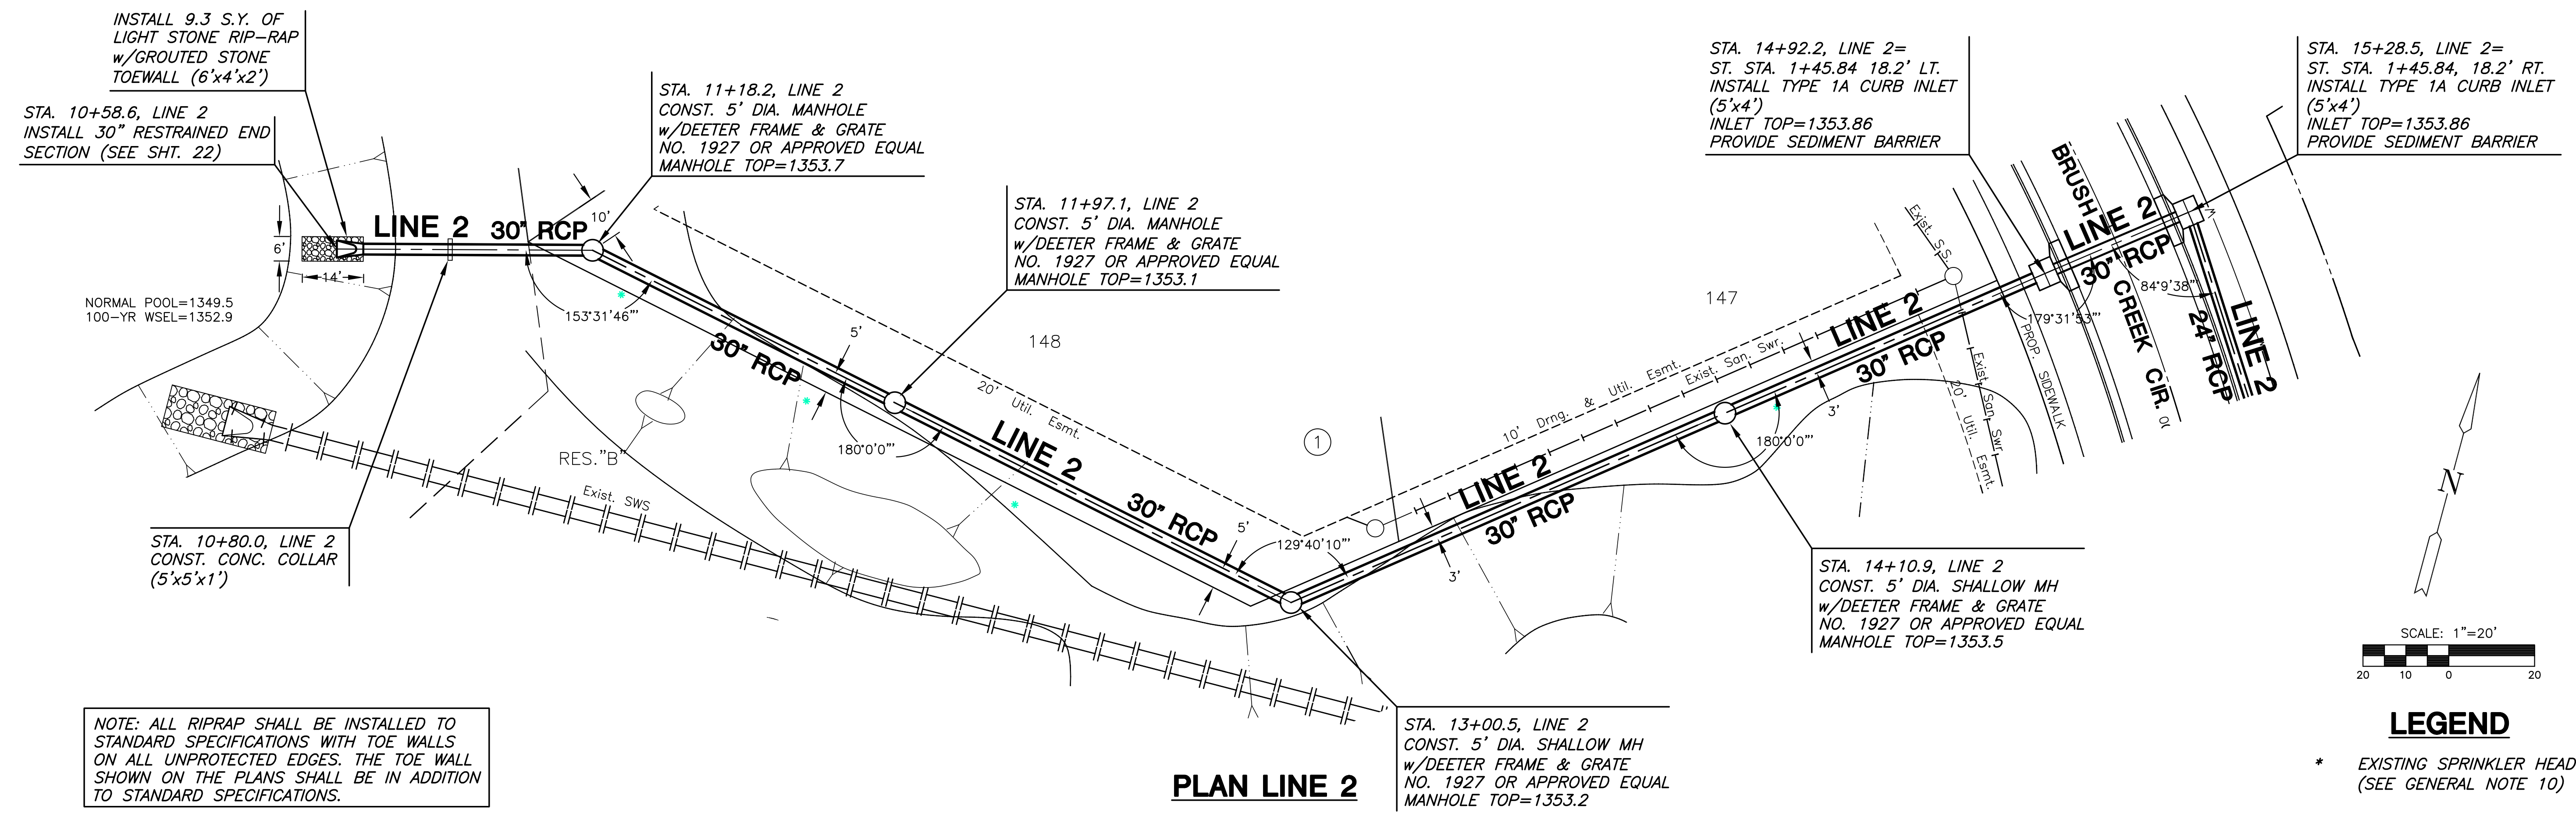 INSTALL 9.3 S.Y. OF
LIGHT STONE RIP-RAP
w/GROUTED STONE
TOEWALL (6'x4'x2')
STA. 10+58.6, LINE 2
INSTALL 30" RESTRAINED END
SECTION (SEE SHT. 22)
STA. 11+18.2, LINE 2
CONST. 5' DIA. MANHOLE
w/DEETER FRAME & GRATE
NO. 1927 OR APPROVED EQUAL
MANHOLE TOP=1353.7
STA. 11+97.1, LINE 2
CONST. 5' DIA. MANHOLE
w/DEETER FRAME & GRATE
NO. 1927 OR APPROVED EQUAL
MANHOLE TOP=1353.1
STA. 14+92.2, LINE 2=
ST. STA. 1+45.84 18.2' LT.
INSTALL TYPE 1A CURB INLET
(5'x4')
INLET TOP=1353.86
PROVIDE SEDIMENT BARRIER
STA. 15+28.5, LINE 2=
ST. STA. 1+45.84, 18.2' RT.
INSTALL TYPE 1A CURB INLET
(5'x4')
INLET TOP=1353.86
PROVIDE SEDIMENT BARRIER
LINE 2
30" RCP
10'
6'
14'
NORMAL POOL=1349.5
100-YR WSEL=1352.9
153°31'46"'
30" RCP
5'
180°0'0"'
148
20' Util. Esmt.
LINE 2
30" RCP
5'
129°40'10"'
RES."B"
Exist. SWS
1
147
10' Drng. & Util. Esmt.
Exist. San. Swr.
Exist. S.S.
LINE 2
30" RCP
3'
180°0'0"'
LINE 2
30" RCP
3'
20' Util. Esmt.
Exist. San Swr
179°31'53"'
PROP. SIDEWALK
BRUSH CREEK CIR.
LINE 2
30" RCP
84°9'38"
24" RCP
LINE 2
STA. 10+80.0, LINE 2
CONST. CONC. COLLAR
(5'x5'x1')
STA. 14+10.9, LINE 2
CONST. 5' DIA. SHALLOW MH
w/DEETER FRAME & GRATE
NO. 1927 OR APPROVED EQUAL
MANHOLE TOP=1353.5
STA. 13+00.5, LINE 2
CONST. 5' DIA. SHALLOW MH
w/DEETER FRAME & GRATE
NO. 1927 OR APPROVED EQUAL
MANHOLE TOP=1353.2
N
SCALE: 1"=20'
20 10 0 20
LEGEND
* EXISTING SPRINKLER HEAD
(SEE GENERAL NOTE 10)
NOTE: ALL RIPRAP SHALL BE INSTALLED TO
STANDARD SPECIFICATIONS WITH TOE WALLS
ON ALL UNPROTECTED EDGES. THE TOE WALL
SHOWN ON THE PLANS SHALL BE IN ADDITION
TO STANDARD SPECIFICATIONS.
PLAN LINE 2